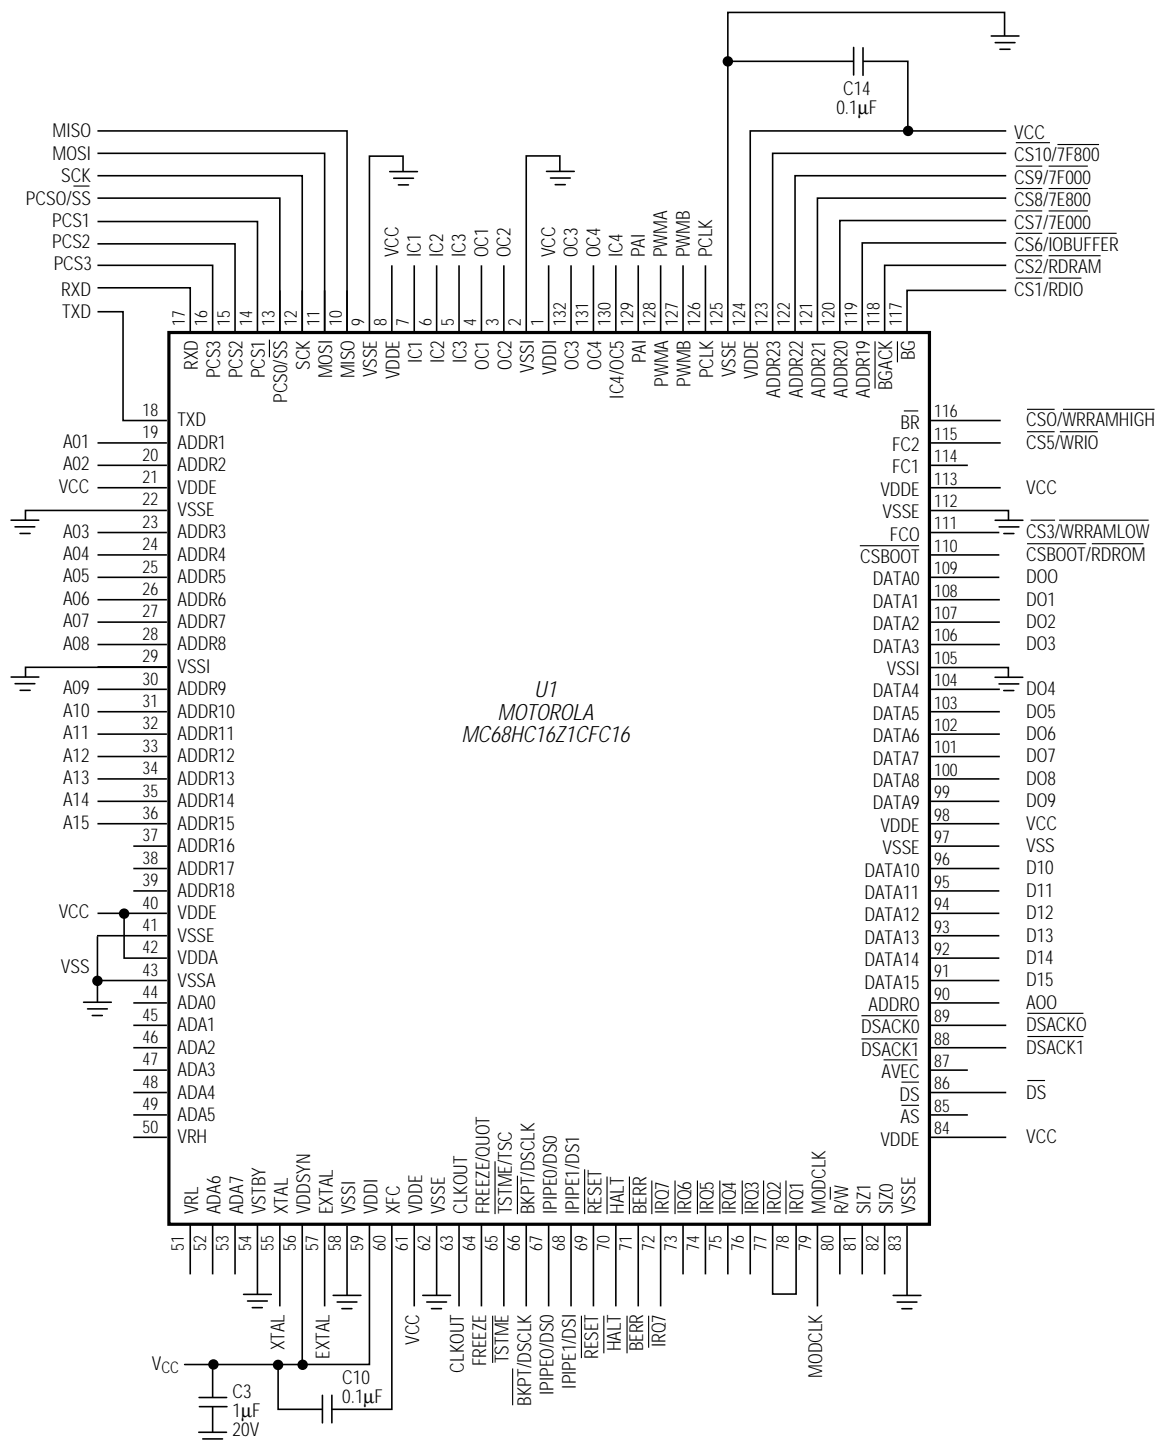 C14
0.1µF
MISO
MOSI
SCK
PCSO/SS
PCS1
PCS2
PCS3
RXD
TXD
VCC
CS10/7F800
CS9/7F000
CS8/7E800
CS7/7E000
CS6/IOBUFFER
CS2/RDRAM
CS1/RDIO
VCC IC1 IC2 IC3 OC1 OC2 VCC OC3 OC4 IC4 PAI PWMA PWMB PCLK
17 16 15 14 13 12 11 10 9 8 7 6 5 4 3 2 1 132 131 130 129 128 127 126 125 124 123 122 121 120 119 118 117
RXD PCS3 PCS2 PCS1 PCS0/SS SCK MOSI MISO VSSE VDDE IC1 IC2 IC3 OC1 OC2 VSSI VDDI OC3 OC4 IC4/OC5 PAI PWMA PWMB PCLK VSSE VDDE ADDR23 ADDR22 ADDR21 ADDR20 ADDR19 BGACK BG
18 TXD
A01 19 ADDR1
A02 20 ADDR2
VCC 21 VDDE
22 VSSE
A03 23 ADDR3
A04 24 ADDR4
A05 25 ADDR5
A06 26 ADDR6
A07 27 ADDR7
A08 28 ADDR8
29 VSSI
A09 30 ADDR9
A10 31 ADDR10
A11 32 ADDR11
A12 33 ADDR12
A13 34 ADDR13
A14 35 ADDR14
A15 36 ADDR15
37 ADDR16
38 ADDR17
39 ADDR18
VCC 40 VDDE
41 VSSE
42 VDDA
VSS 43 VSSA
44 ADA0
45 ADA1
46 ADA2
47 ADA3
48 ADA4
49 ADA5
50 VRH
U1
MOTOROLA
MC68HC16Z1CFC16
BR 116 CSO/WRRAMHIGH
FC2 115 CS5/WRIO
FC1 114
VDDE 113 VCC
VSSE 112
FCO 111 CS3/WRRAMLOW
CSBOOT 110 CSBOOT/RDROM
DATA0 109 DOO
DATA1 108 DO1
DATA2 107 DO2
DATA3 106 DO3
VSSI 105
DATA4 104 DO4
DATA5 103 DO5
DATA6 102 DO6
DATA7 101 DO7
DATA8 100 DO8
DATA9 99 DO9
VDDE 98 VCC
VSSE 97 VSS
DATA10 96 D10
DATA11 95 D11
DATA12 94 D12
DATA13 93 D13
DATA14 92 D14
DATA15 91 D15
ADDRO 90 AOO
DSACK0 89 DSACKO
DSACK1 88 DSACK1
AVEC 87
DS 86 DS
AS 85
VDDE 84 VCC
VRL ADA6 ADA7 VSTBY XTAL VDDSYN EXTAL VSSI VDDI XFC VDDE VSSE CLKOUT FREEZE/QUOT TSTME/TSC BKPT/DSCLK IPIPE0/DS0 IPIPE1/DS1 RESET HALT BERR IRQ7 IRQ6 IRQ5 IRQ4 IRQ3 IRQ2 IRQ1 MODCLK R/W SIZ1 SIZ0 VSSE
51 52 53 54 55 56 57 58 59 60 61 62 63 64 65 66 67 68 69 70 71 72 73 74 75 76 77 78 79 80 81 82 83
XTAL EXTAL VCC CLKOUT FREEZE TSTME BKPT/DSCLK IPIPEO/DS0 IPIPE1/DSI RESET HALT BERR IRQ7 MODCLK
VCC
C3
1µF
20V
C10
0.1µF